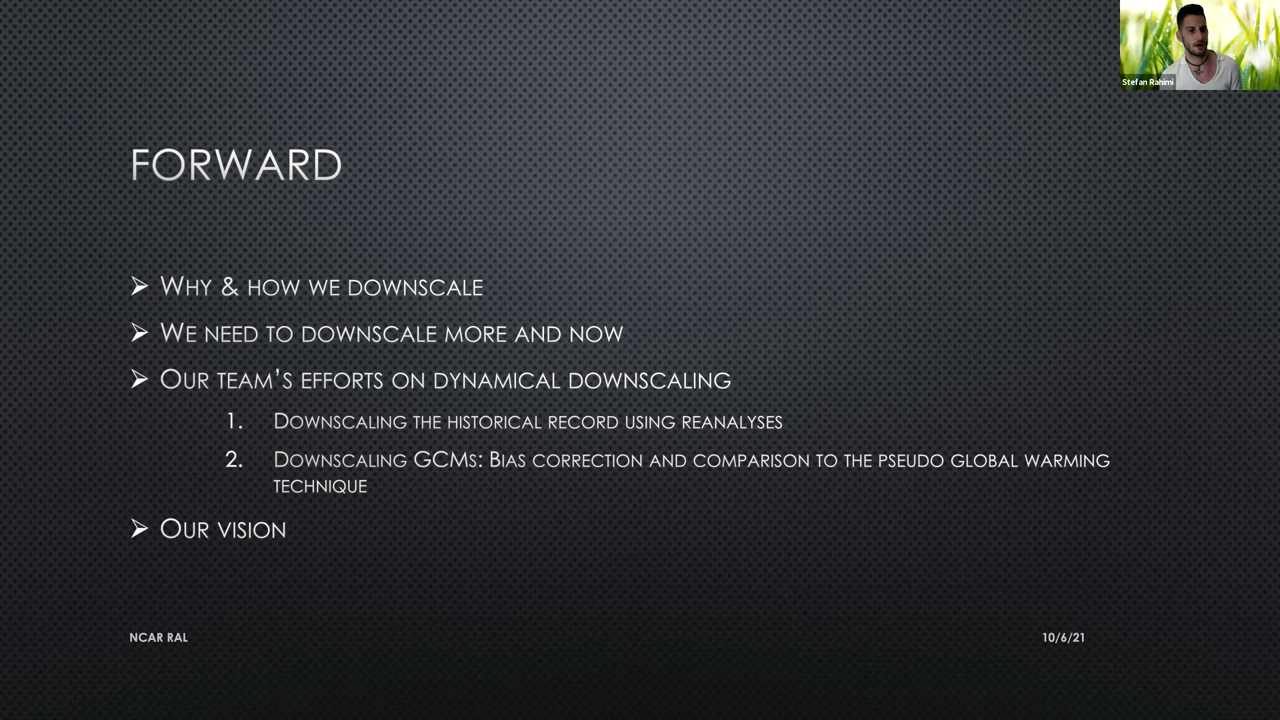 Stefan Rahimi
FORWARD
➢ WHY & HOW WE DOWNSCALE
➢ WE NEED TO DOWNSCALE MORE AND NOW
➢ OUR TEAM'S EFFORTS ON DYNAMICAL DOWNSCALING
1. DOWNSCALING THE HISTORICAL RECORD USING REANALYSES
2. DOWNSCALING GCMS: BIAS CORRECTION AND COMPARISON TO THE PSEUDO GLOBAL WARMING
TECHNIQUE
➢ OUR VISION
NCAR RAL
10/6/21